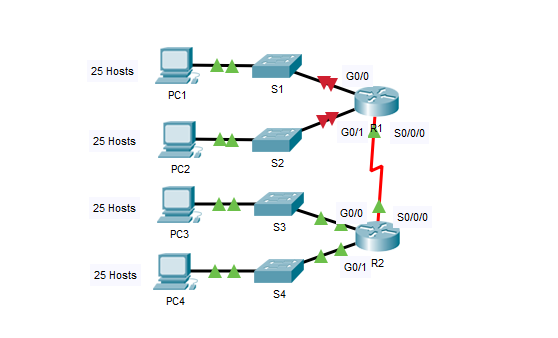 G0/0
25 Hosts
S1
PC1
R1
G0/1
S0/0/0
25 Hosts
S2
PC2
25 Hosts
G0/0
S0/0/0
PC3
S3
25 Hosts
G0/1
R2
S4
PC4